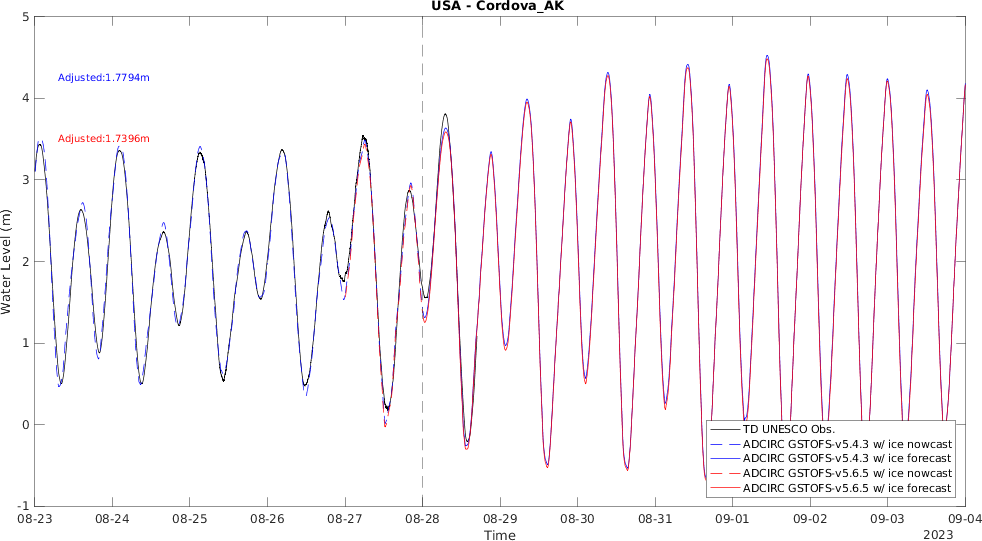 USA - Cordova_AK
5
4
3
2
1
0
-1
Water Level (m)
Adjusted:1.7794m
Adjusted:1.7396m
TD UNESCO Obs.
ADCIRC GSTOFS-v5.4.3 w/ ice nowcast
ADCIRC GSTOFS-v5.4.3 w/ ice forecast
ADCIRC GSTOFS-v5.6.5 w/ ice nowcast
ADCIRC GSTOFS-v5.6.5 w/ ice forecast
08-23 08-24 08-25 08-26 08-27 08-28 08-29 08-30 08-31 09-01 09-02 09-03 09-04
Time
2023